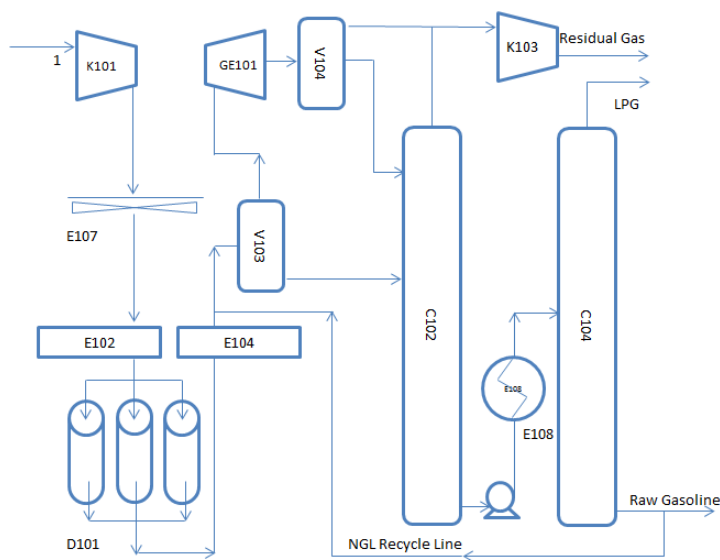 1
K101
GE101
V104
K103
Residual Gas
LPG
E107
V103
C102
C104
E102
E104
E108
E108
D101
NGL Recycle Line
Raw Gasoline